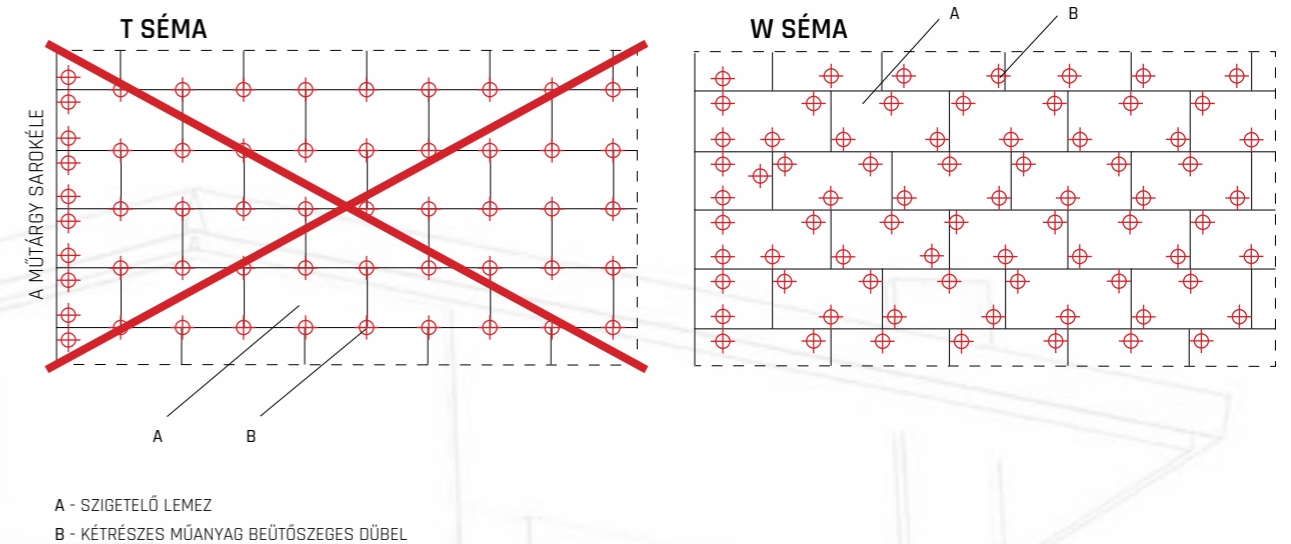 T SÉMA
W SÉMA
A
B
A MŰTÁRGY SAROKÉLE
A
B
A - SZIGETELŐ LEMEZ
B - KÉTRÉSZES MŰANYAG BEÜTŐSZEGES DÜBEL